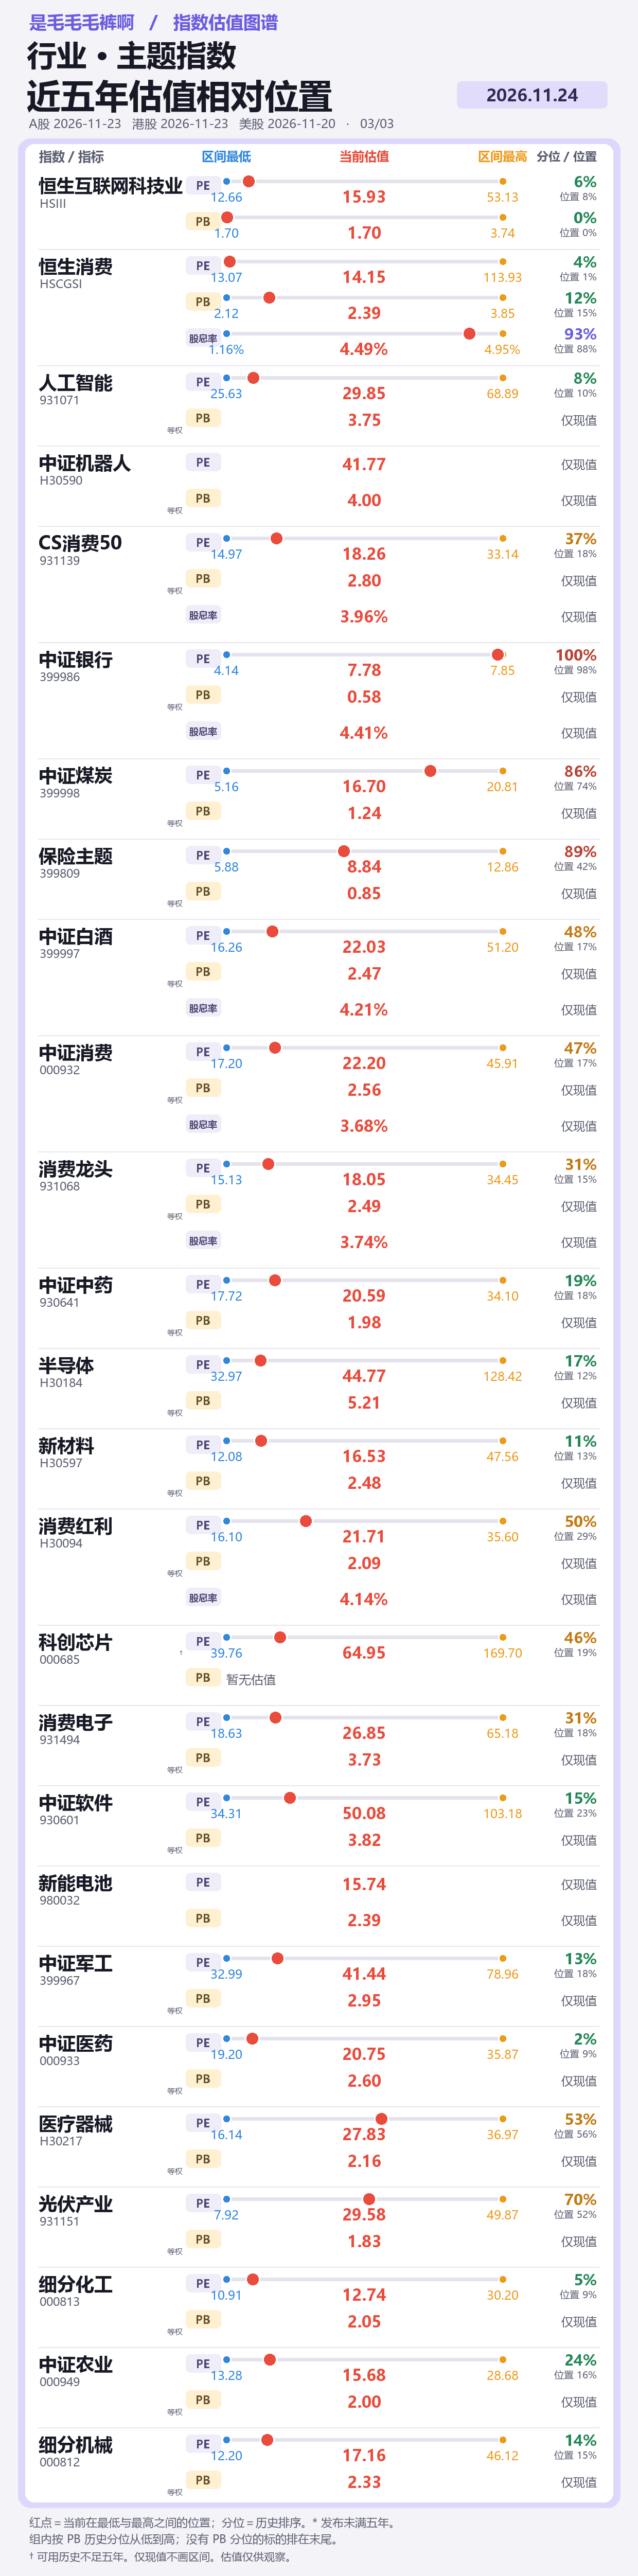 是毛毛毛裤啊 / 指数估值图谱
行业·主题指数
近五年估值相对位置
2026.11.24
A股 2026-11-23 港股 2026-11-23 美股 2026-11-20 · 03/03
指数 / 指标 区间最低 当前估值 区间最高 分位 / 位置
恒生互联网科技业 PE 6%
HSIII 12.66 15.93 53.13 位置 8%
PB 0%
1.70 1.70 3.74 位置 0%
恒生消费 PE 4%
HSCGSI 13.07 14.15 113.93 位置 1%
PB 12%
2.12 2.39 3.85 位置 15%
股息率 93%
1.16% 4.49% 4.95% 位置 88%
人工智能 PE 8%
931071 25.63 29.85 68.89 位置 10%
PB 3.75 仅现值
等权
中证机器人 PE 41.77 仅现值
H30590
PB 4.00 仅现值
等权
CS消费50 PE 37%
931139 14.97 18.26 33.14 位置 18%
PB 2.80 仅现值
等权
股息率 3.96% 仅现值
中证银行 PE 100%
399986 4.14 7.78 7.85 位置 98%
PB 0.58 仅现值
等权
股息率 4.41% 仅现值
中证煤炭 PE 86%
399998 5.16 16.70 20.81 位置 74%
PB 1.24 仅现值
等权
保险主题 PE 89%
399809 5.88 8.84 12.86 位置 42%
PB 0.85 仅现值
等权
中证白酒 PE 48%
399997 16.26 22.03 51.20 位置 17%
PB 2.47 仅现值
等权
股息率 4.21% 仅现值
中证消费 PE 47%
000932 17.20 22.20 45.91 位置 17%
PB 2.56 仅现值
等权
股息率 3.68% 仅现值
消费龙头 PE 31%
931068 15.13 18.05 34.45 位置 15%
PB 2.49 仅现值
等权
股息率 3.74% 仅现值
中证中药 PE 19%
930641 17.72 20.59 34.10 位置 18%
PB 1.98 仅现值
等权
半导体 PE 17%
H30184 32.97 44.77 128.42 位置 12%
PB 5.21 仅现值
等权
新材料 PE 11%
H30597 12.08 16.53 47.56 位置 13%
PB 2.48 仅现值
等权
消费红利 PE 50%
H30094 16.10 21.71 35.60 位置 29%
PB 2.09 仅现值
等权
股息率 4.14% 仅现值
科创芯片 PE 46%
000685 † 39.76 64.95 169.70 位置 19%
PB 暂无估值
消费电子 PE 31%
931494 18.63 26.85 65.18 位置 18%
PB 3.73 仅现值
等权
中证软件 PE 15%
930601 34.31 50.08 103.18 位置 23%
PB 3.82 仅现值
等权
新能电池 PE 15.74 仅现值
980032
PB 2.39 仅现值
中证军工 PE 13%
399967 32.99 41.44 78.96 位置 18%
PB 2.95 仅现值
等权
中证医药 PE 2%
000933 19.20 20.75 35.87 位置 9%
PB 2.60 仅现值
等权
医疗器械 PE 53%
H30217 16.14 27.83 36.97 位置 56%
PB 2.16 仅现值
等权
光伏产业 PE 70%
931151 7.92 29.58 49.87 位置 52%
PB 1.83 仅现值
等权
细分化工 PE 5%
000813 10.91 12.74 30.20 位置 9%
PB 2.05 仅现值
等权
中证农业 PE 24%
000949 13.28 15.68 28.68 位置 16%
PB 2.00 仅现值
等权
细分机械 PE 14%
000812 12.20 17.16 46.12 位置 15%
PB 2.33 仅现值
等权
红点=当前在最低与最高之间的位置；分位=历史排序。* 发布未满五年。
组内按 PB 历史分位从低到高；没有 PB 分位的标的排在末尾。
† 可用历史不足五年。仅现值不画区间。估值仅供观察。